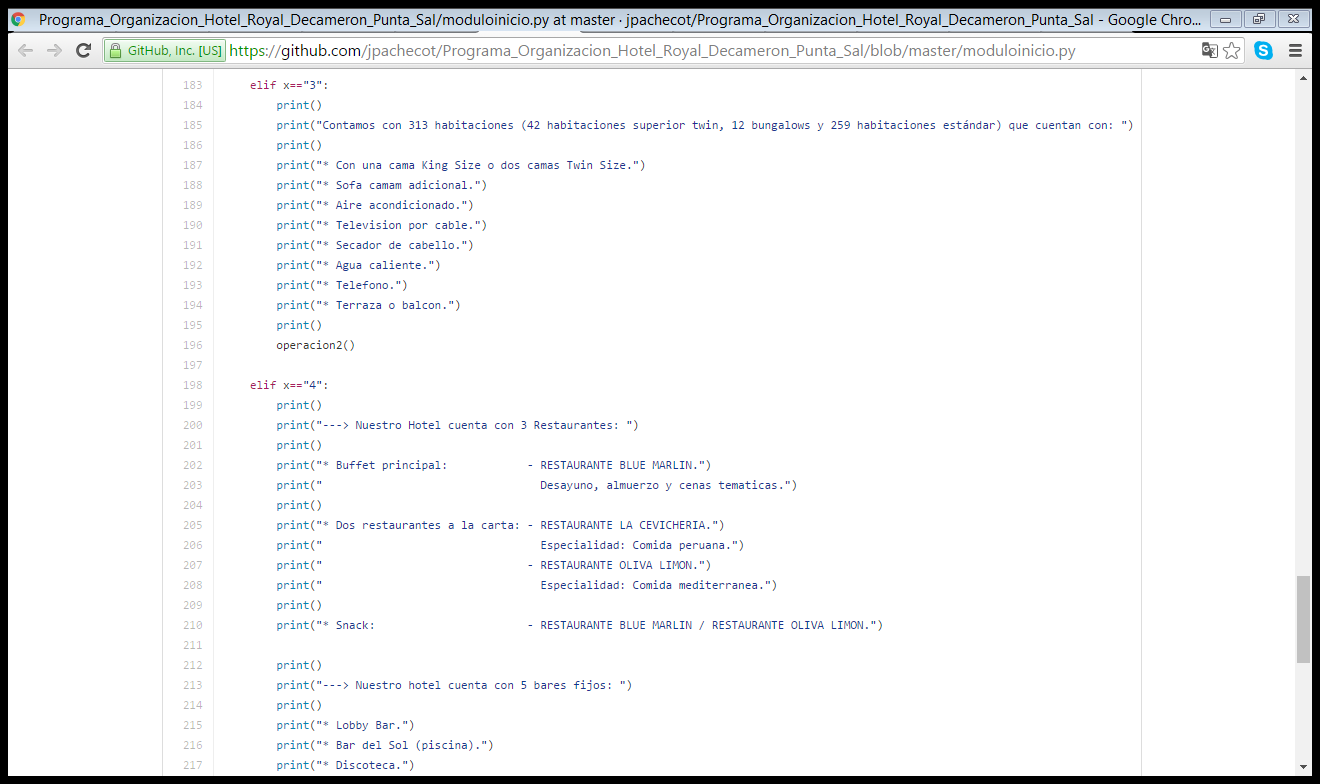 Programa_Organizacion_Hotel_Royal_Decameron_Punta_Sal/moduloinicio.py at master · jpachecot/Programa_Organizacion_Hotel_Royal_Decameron_Punta_Sal - Google Chro...
GitHub, Inc. [US] https://github.com/jpachecot/Programa_Organizacion_Hotel_Royal_Decameron_Punta_Sal/blob/master/moduloinicio.py
183 elif x=="3":
184 print()
185 print("Contamos con 313 habitaciones (42 habitaciones superior twin, 12 bungalows y 259 habitaciones estándar) que cuentan con: ")
186 print()
187 print("* Con una cama King Size o dos camas Twin Size.")
188 print("* Sofa camam adicional.")
189 print("* Aire acondicionado.")
190 print("* Television por cable.")
191 print("* Secador de cabello.")
192 print("* Agua caliente.")
193 print("* Telefono.")
194 print("* Terraza o balcon.")
195 print()
196 operacion2()
197
198 elif x=="4":
199 print()
200 print("---> Nuestro Hotel cuenta con 3 Restaurantes: ")
201 print()
202 print("* Buffet principal:            - RESTAURANTE BLUE MARLIN.")
203 print("                                 Desayuno, almuerzo y cenas tematicas.")
204 print()
205 print("* Dos restaurantes a la carta: - RESTAURANTE LA CEVICHERIA.")
206 print("                                 Especialidad: Comida peruana.")
207 print("                               - RESTAURANTE OLIVA LIMON.")
208 print("                                 Especialidad: Comida mediterranea.")
209 print()
210 print("* Snack:                       - RESTAURANTE BLUE MARLIN / RESTAURANTE OLIVA LIMON.")
211
212 print()
213 print("---> Nuestro hotel cuenta con 5 bares fijos: ")
214 print()
215 print("* Lobby Bar.")
216 print("* Bar del Sol (piscina).")
217 print("* Discoteca.")